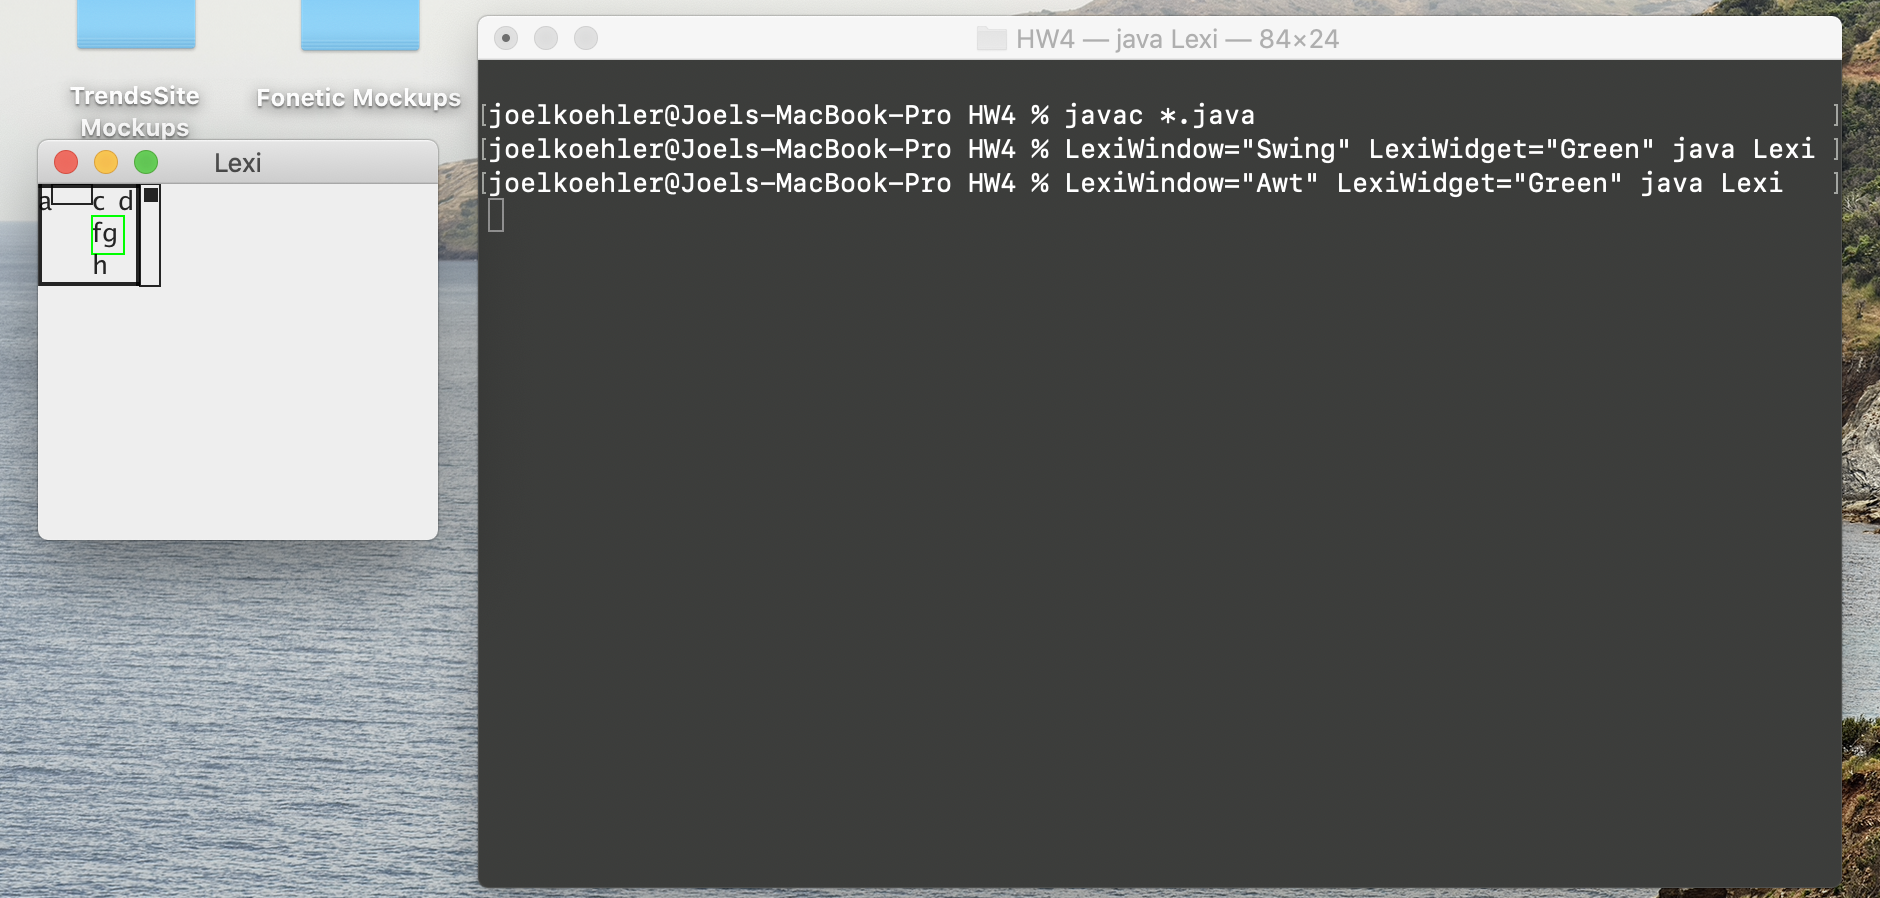 TrendsSite
Mockups
Fonetic Mockups
Lexi
a c d
fg
h
HW4 — java Lexi — 84×24
[joelkoehler@Joels-MacBook-Pro HW4 % javac *.java ]
[joelkoehler@Joels-MacBook-Pro HW4 % LexiWindow="Swing" LexiWidget="Green" java Lexi ]
[joelkoehler@Joels-MacBook-Pro HW4 % LexiWindow="Awt" LexiWidget="Green" java Lexi ]